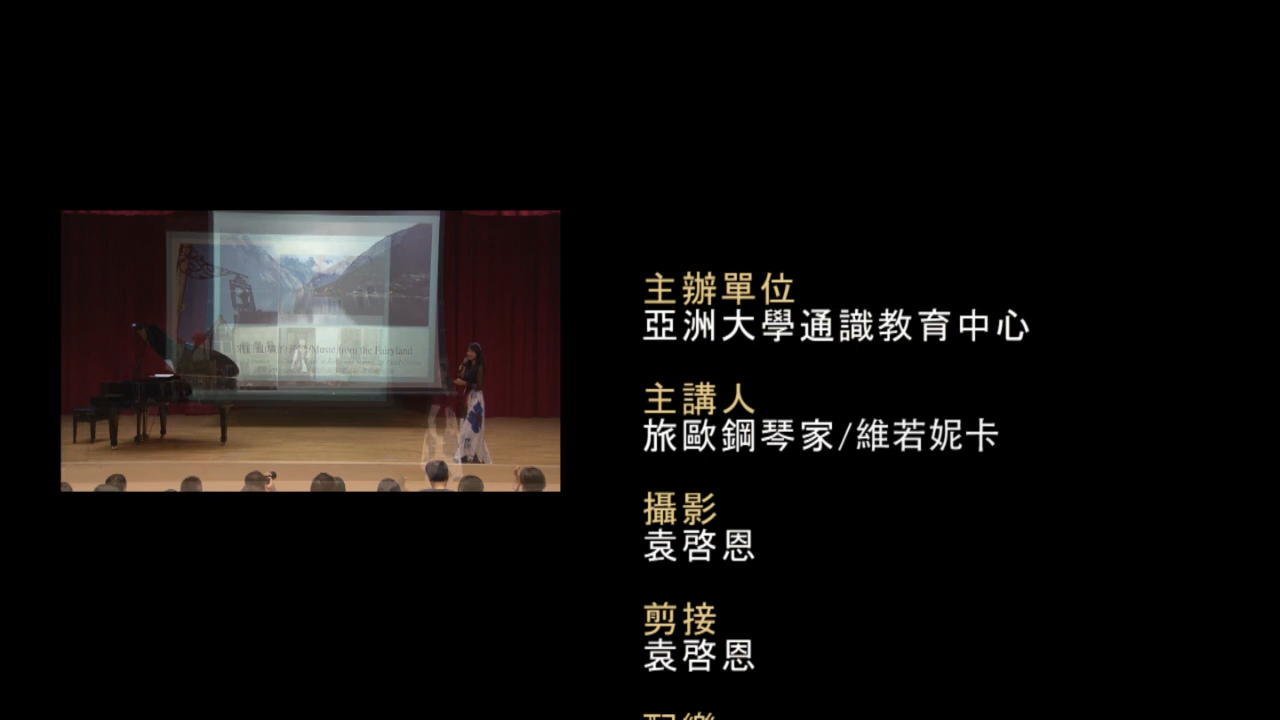 Music from the Fairyland
主辦單位
亞洲大學通識教育中心
主講人
旅歐鋼琴家/維若妮卡
攝影
袁啓恩
剪接
袁啓恩
配樂